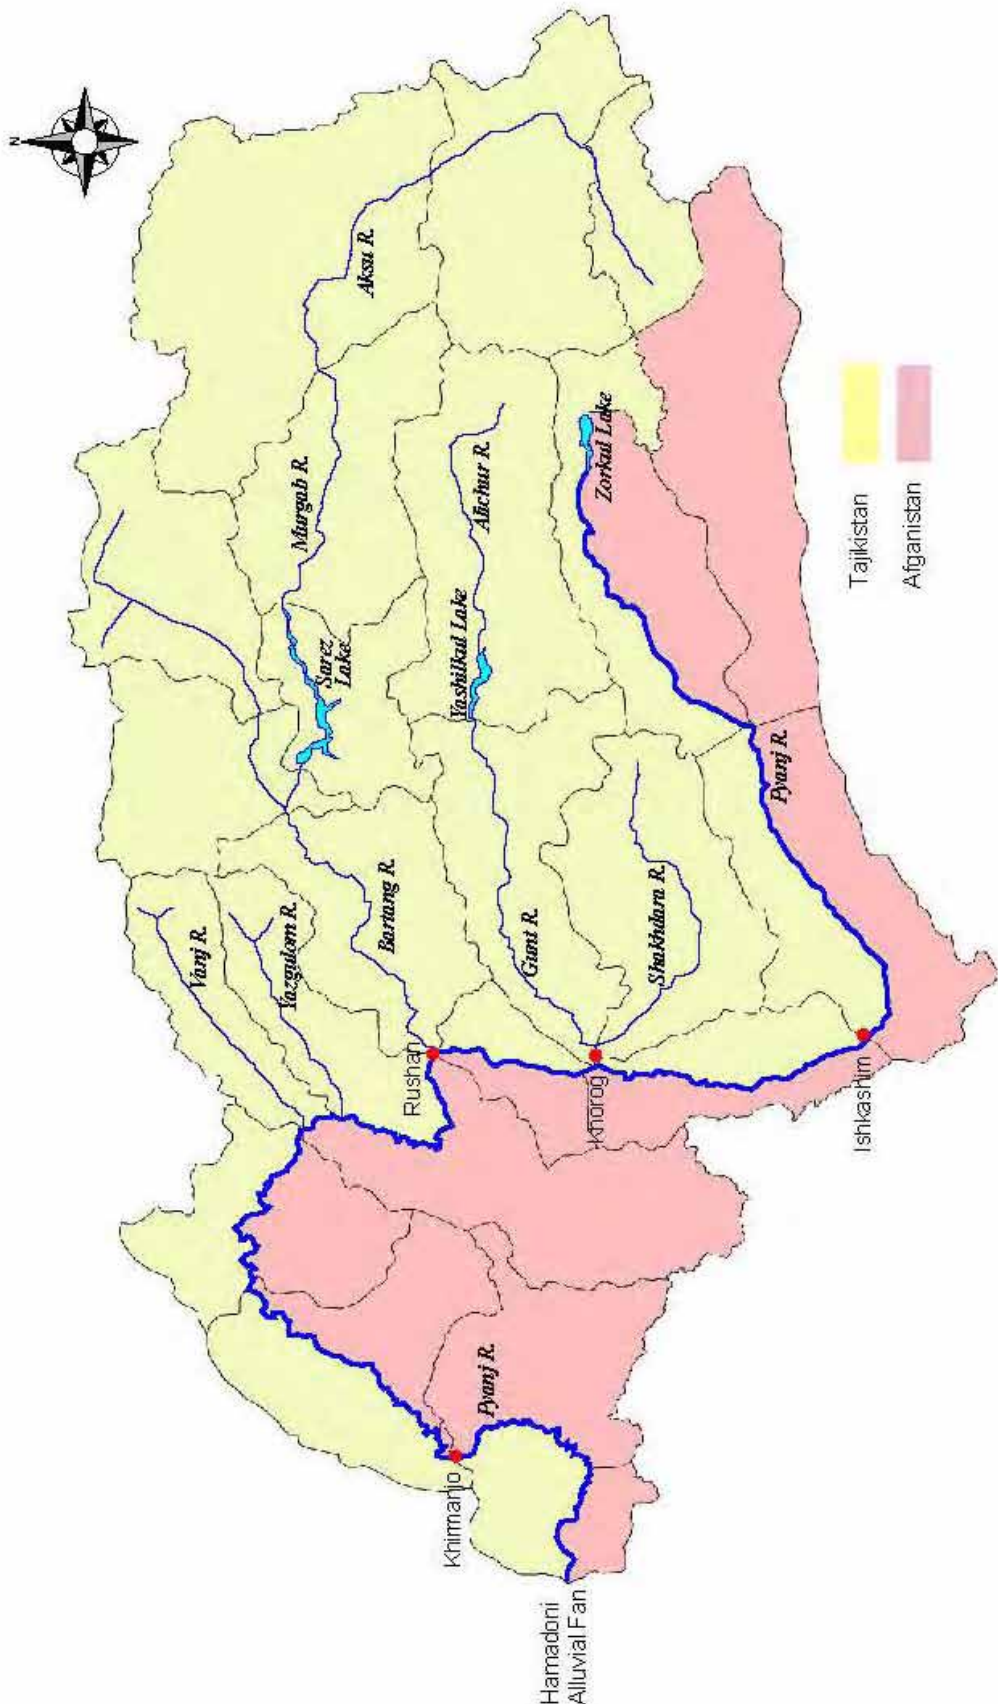 N
Aksu R.
Murgab R.
Sarez
Lake
Alichur R.
Yashilkul Lake
Zorkul Lake
Vanj R.
Yazgulom R.
Bartang R.
Gunt R.
Shakhdara R.
Pyanj R.
Rushan
Khorog
Ishkashim
Pyanj R.
Khirmanjo
Hamadoni
Alluvial Fan
Tajikistan
Afganistan